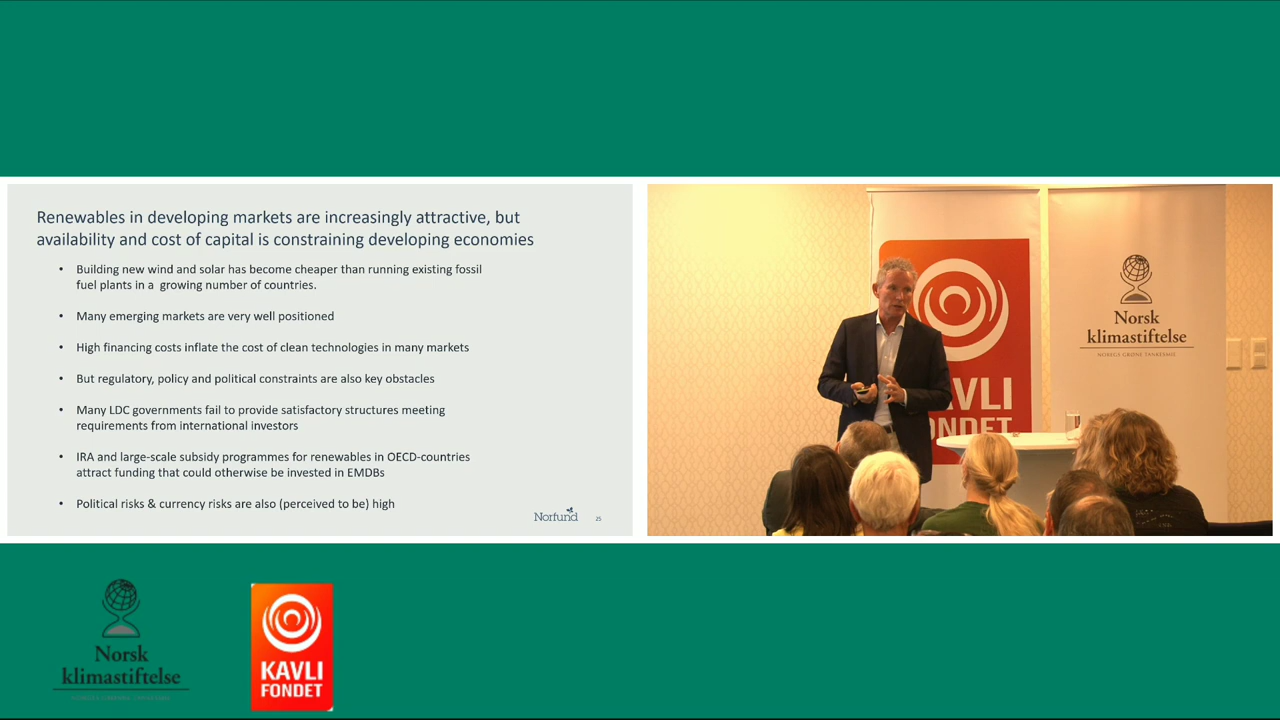 Renewables in developing markets are increasingly attractive, but
availability and cost of capital is constraining developing economies
• Building new wind and solar has become cheaper than running existing fossil
fuel plants in a growing number of countries.
• Many emerging markets are very well positioned
• High financing costs inflate the cost of clean technologies in many markets
• But regulatory, policy and political constraints are also key obstacles
• Many LDC governments fail to provide satisfactory structures meeting
requirements from international investors
• IRA and large-scale subsidy programmes for renewables in OECD-countries
attract funding that could otherwise be invested in EMDBs
• Political risks & currency risks are also (perceived to be) high
Norfund
25
AVLI
ONDET
Norsk
klimastiftelse
NORGES GRØNE TANKESMIE
Norsk
klimastiftelse
KAVLI
FONDET